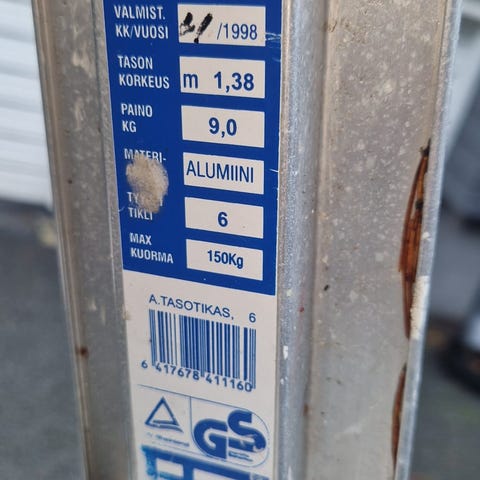 VALMIST.
KK/VUOSI /1998
TASON
KORKEUS m 1,38
PAINO
KG 9,0
ALUMIINI
TIKLI 6
MAX
KUORMA 150Kg
A.TASOTIKAS, 6
6 417678 411160
GS